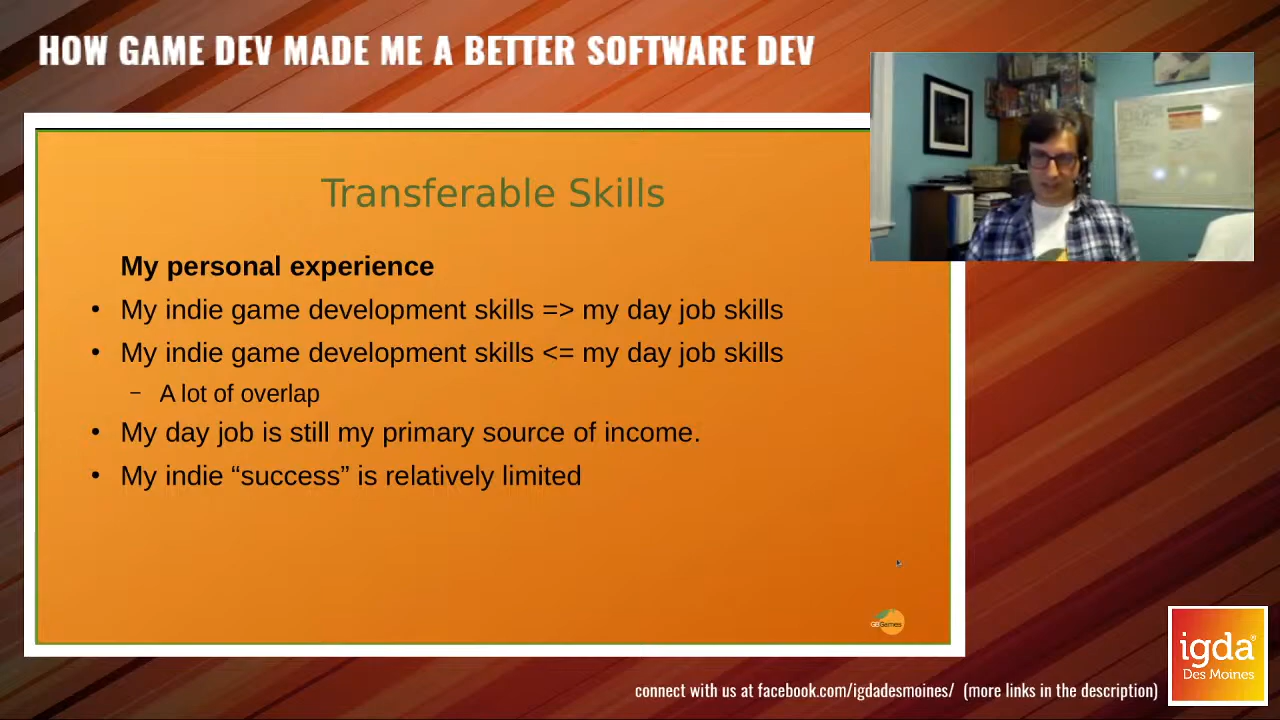 HOW GAME DEV MADE ME A BETTER SOFTWARE DEV
Transferable Skills
My personal experience
• My indie game development skills => my day job skills
• My indie game development skills <= my day job skills
– A lot of overlap
• My day job is still my primary source of income.
• My indie “success” is relatively limited
GBGames
igda®
Des Moines
connect with us at facebook.com/igdadesmoines/ (more links in the description)